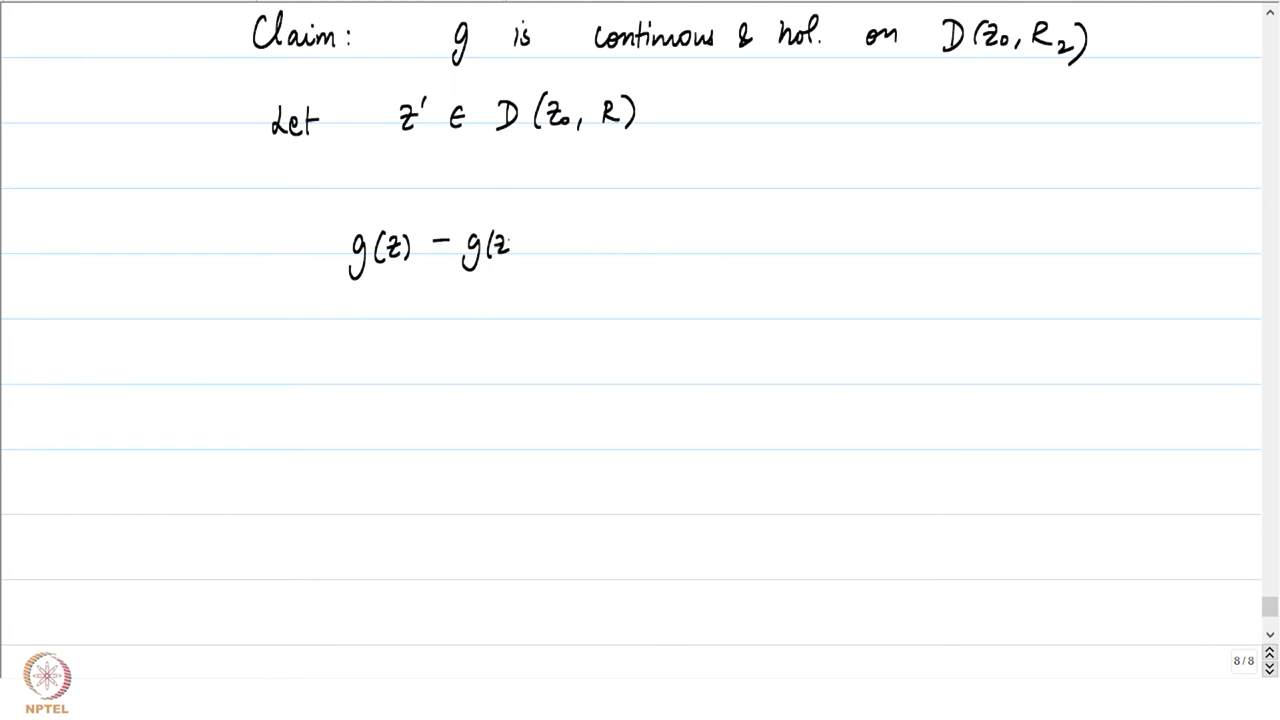 Claim: g is continuous & hol. on D(z₀, R₂)
Let z' ∈ D(z₀, R)
g(z) - g(z
8/8
NPTEL